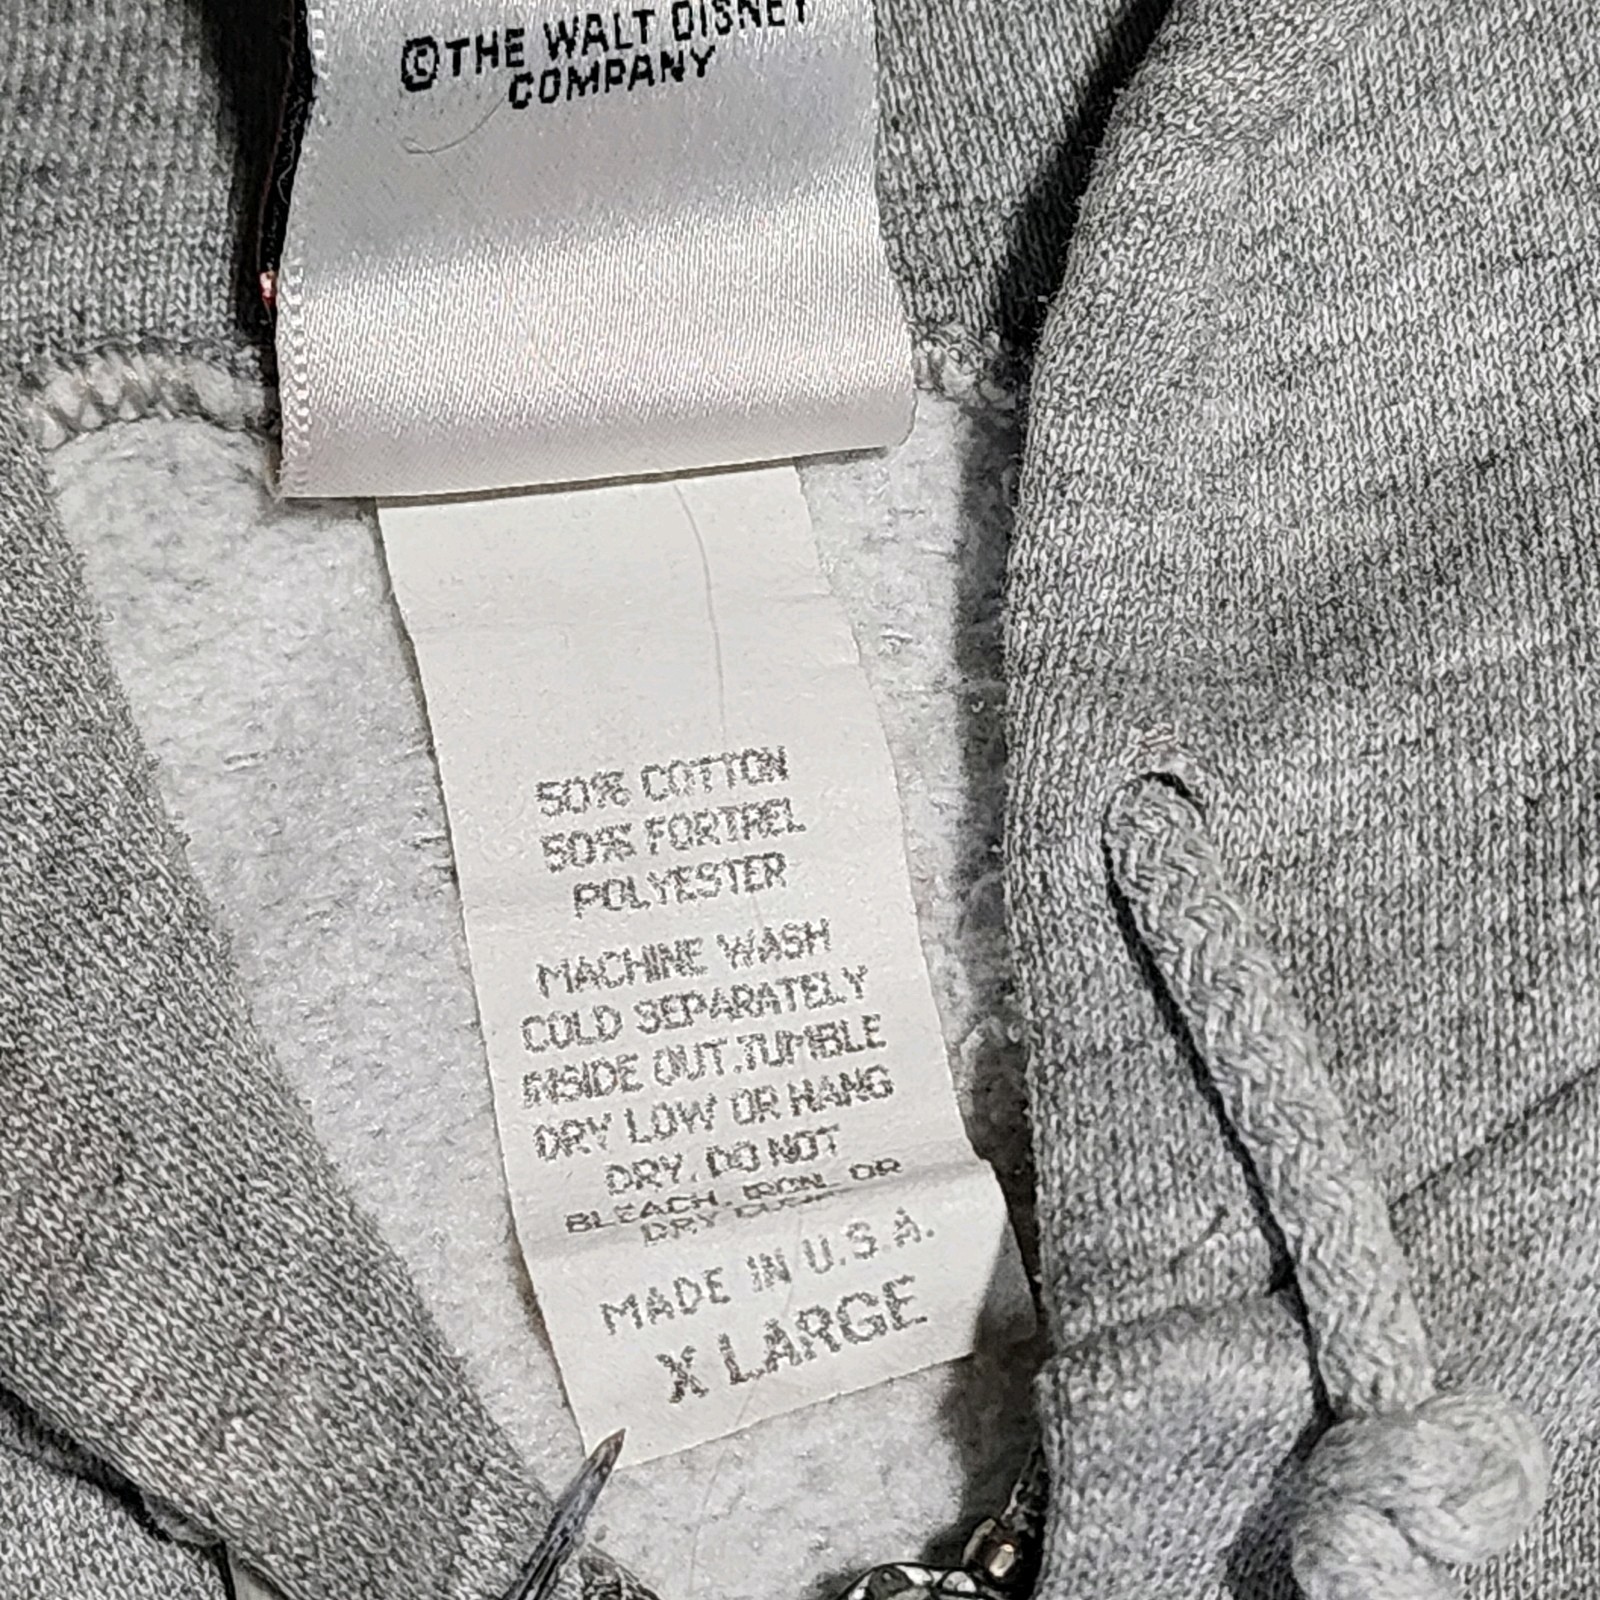 ©THE WALT DISNEY
COMPANY
50% COTTON
50% FORTREL
POLYESTER
MACHINE WASH
COLD SEPARATELY
INSIDE OUT.TUMBLE
DRY LOW OR HANG
DRY. DO NOT
BLEACH, IRON, OR
DRY
MADE IN U.S.A.
X LARGE